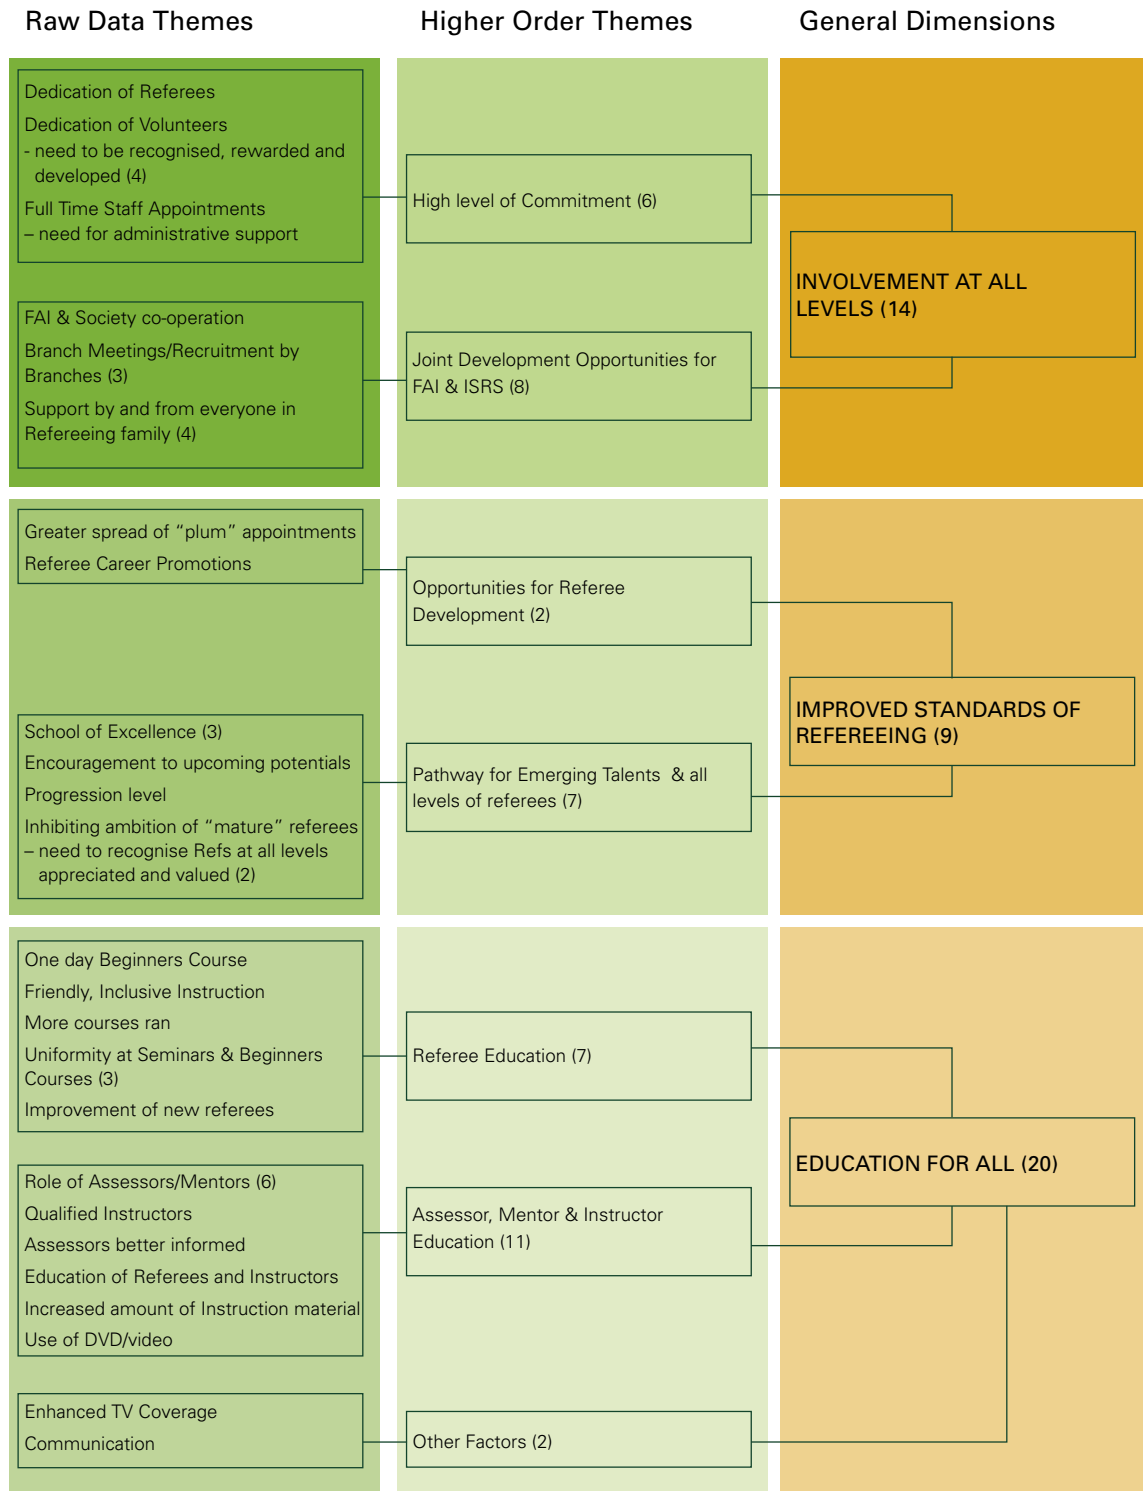 Raw Data Themes
Higher Order Themes
General Dimensions
Dedication of Referees
Dedication of Volunteers
- need to be recognised, rewarded and
developed (4)
Full Time Staff Appointments
– need for administrative support
High level of Commitment (6)
INVOLVEMENT AT ALL
LEVELS (14)
FAI & Society co-operation
Branch Meetings/Recruitment by
Branches (3)
Support by and from everyone in
Refereeing family (4)
Joint Development Opportunities for
FAI & ISRS (8)
Greater spread of “plum” appointments
Referee Career Promotions
Opportunities for Referee
Development (2)
IMPROVED STANDARDS OF
REFEREEING (9)
School of Excellence (3)
Encouragement to upcoming potentials
Progression level
Inhibiting ambition of “mature” referees
– need to recognise Refs at all levels
appreciated and valued (2)
Pathway for Emerging Talents & all
levels of referees (7)
One day Beginners Course
Friendly, Inclusive Instruction
More courses ran
Uniformity at Seminars & Beginners
Courses (3)
Improvement of new referees
Referee Education (7)
EDUCATION FOR ALL (20)
Role of Assessors/Mentors (6)
Qualified Instructors
Assessors better informed
Education of Referees and Instructors
Increased amount of Instruction material
Use of DVD/video
Assessor, Mentor & Instructor
Education (11)
Enhanced TV Coverage
Communication
Other Factors (2)